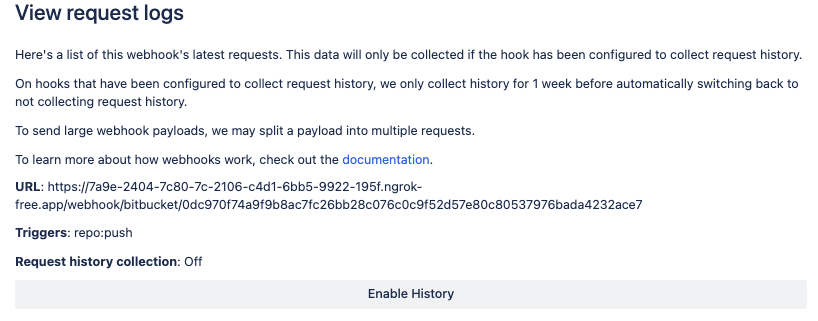 View request logs
Here's a list of this webhook's latest requests. This data will only be collected if the hook has been configured to collect request history.
On hooks that have been configured to collect request history, we only collect history for 1 week before automatically switching back to
not collecting request history.
To send large webhook payloads, we may split a payload into multiple requests.
To learn more about how webhooks work, check out the documentation.
URL: https://7a9e-2404-7c80-7c-2106-c4d1-6bb5-9922-195f.ngrok-
free.app/webhook/bitbucket/0dc970f74a9f9b8ac7fc26bb28c076c0c9f52d57e80c80537976bada4232ace7
Triggers: repo:push
Request history collection: Off
Enable History